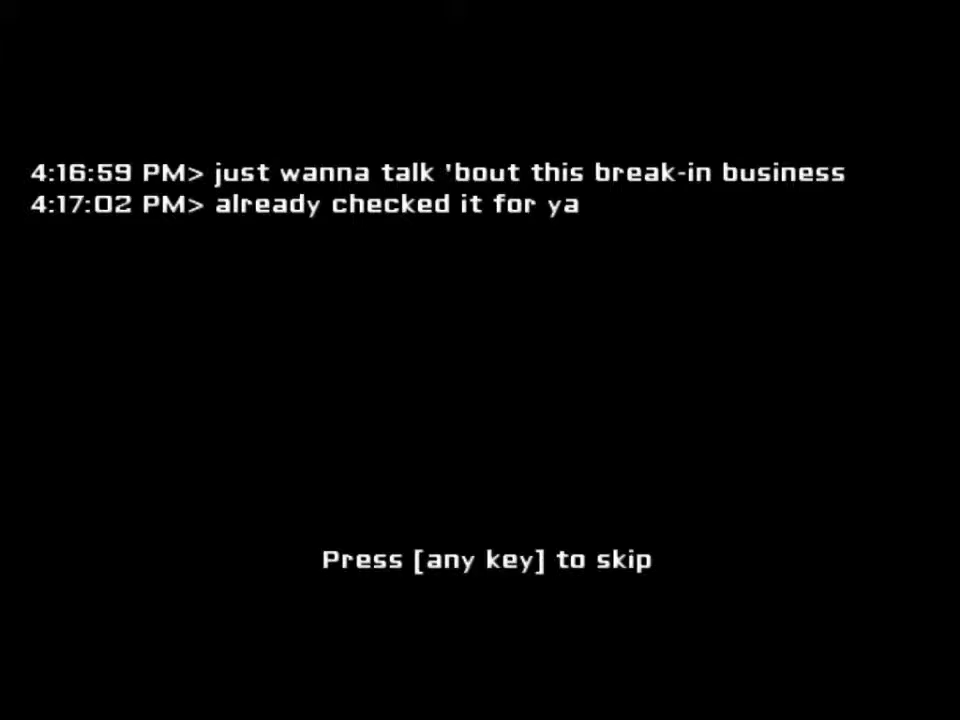 4:16:59 PM> just wanna talk 'bout this break-in business
4:17:02 PM> already checked it for ya
Press [any key] to skip